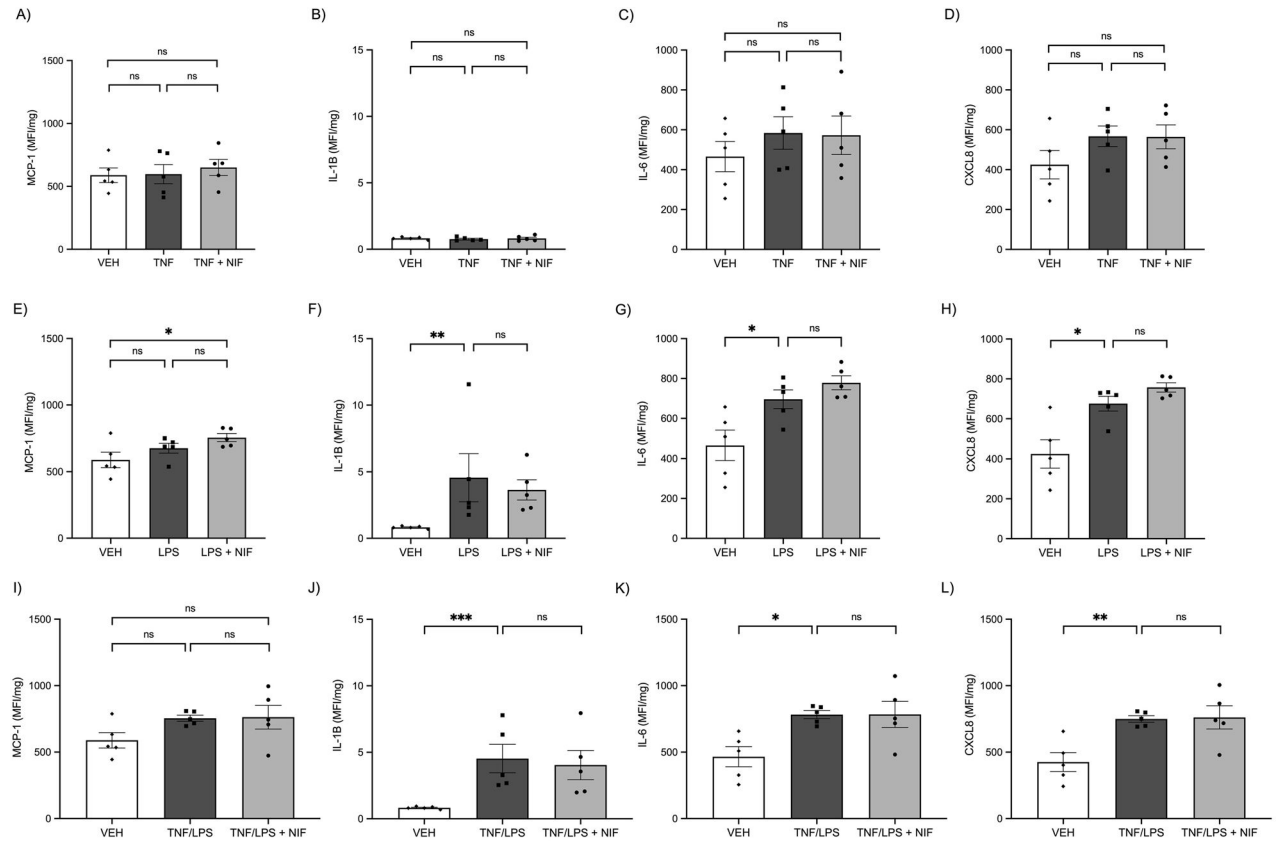 A)
ns
ns
ns
1500
1000
500
0
MCP-1 (MFI/mg)
VEH
TNF
TNF + NIF
B)
ns
ns
ns
15
10
5
0
IL-1B (MFI/mg)
VEH
TNF
TNF + NIF
C)
ns
ns
ns
1000
800
600
400
200
0
IL-6 (MFI/mg)
VEH
TNF
TNF + NIF
D)
ns
ns
ns
1000
800
600
400
200
0
CXCL8 (MFI/mg)
VEH
TNF
TNF + NIF
E)
*
ns
ns
1500
1000
500
0
MCP-1 (MFI/mg)
VEH
LPS
LPS + NIF
F)
**
ns
15
10
5
0
IL-1B (MFI/mg)
VEH
LPS
LPS + NIF
G)
*
ns
1000
800
600
400
200
0
IL-6 (MFI/mg)
VEH
LPS
LPS + NIF
H)
*
ns
1000
800
600
400
200
0
CXCL8 (MFI/mg)
VEH
LPS
LPS + NIF
I)
ns
ns
ns
1500
1000
500
0
MCP-1 (MFI/mg)
VEH
TNF/LPS
TNF/LPS + NIF
J)
***
ns
15
10
5
0
IL-1B (MFI/mg)
VEH
TNF/LPS
TNF/LPS + NIF
K)
*
ns
1500
1000
500
0
IL-6 (MFI/mg)
VEH
TNF/LPS
TNF/LPS + NIF
L)
**
ns
1500
1000
500
0
CXCL8 (MFI/mg)
VEH
TNF/LPS
TNF/LPS + NIF